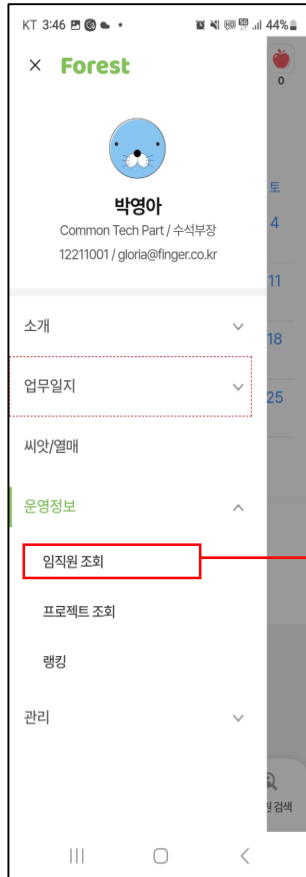 KT 3:46 44%
× Forest
0
박영아
Common Tech Part / 수석부장
12211001 / gloria@finger.co.kr
토
4
11
18
25
소개
업무일지
씨앗/열매
운영정보
임직원 조회
프로젝트 조회
랭킹
관리
원 검색